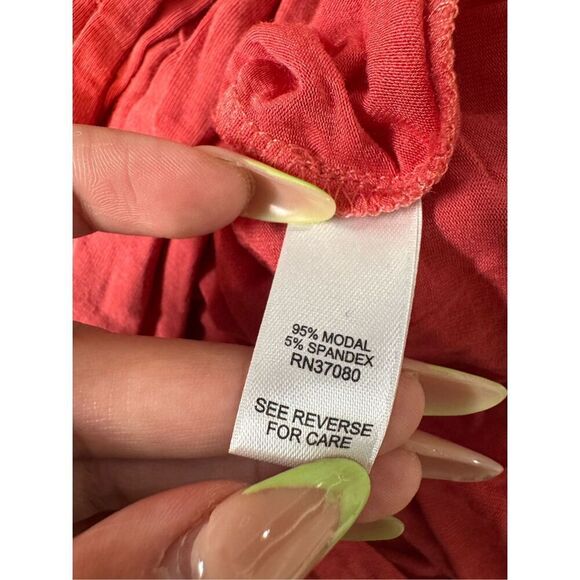 95% MODAL
5% SPANDEX
RN37080
SEE REVERSE
FOR CARE